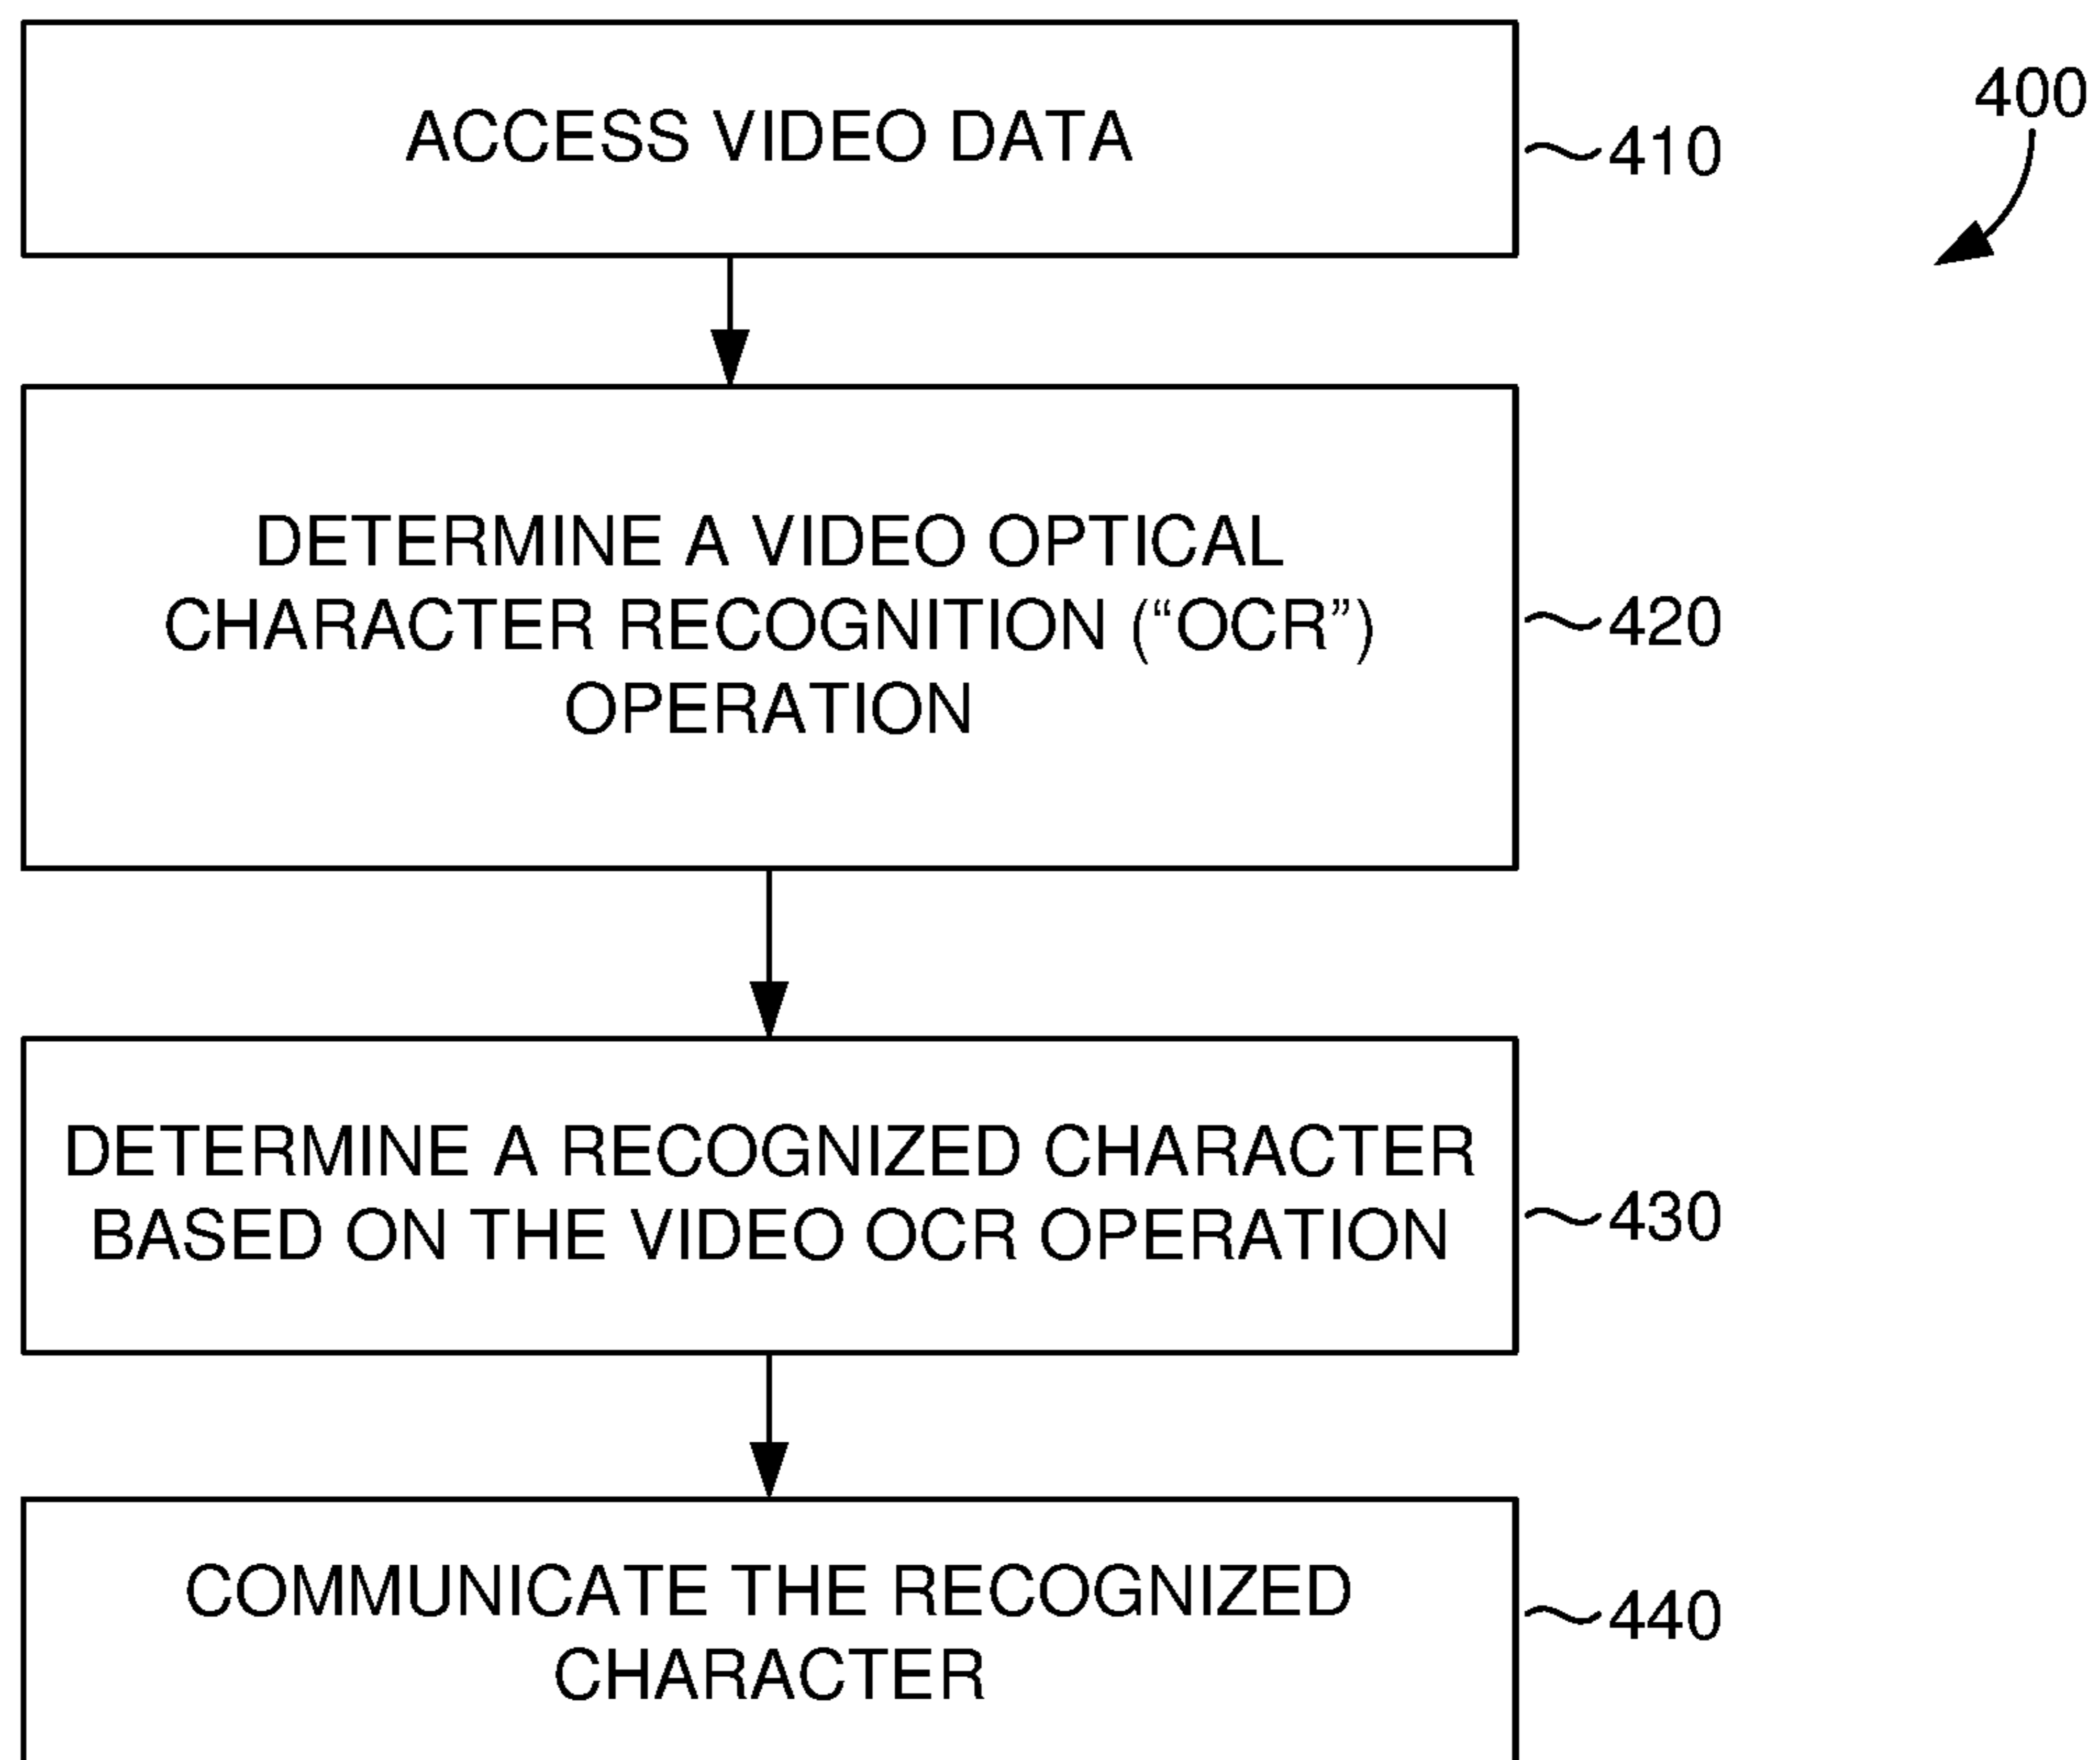 ACCESS VIDEO DATA
410
400
DETERMINE A VIDEO OPTICAL
CHARACTER RECOGNITION (“OCR”)
OPERATION
420
DETERMINE A RECOGNIZED CHARACTER
BASED ON THE VIDEO OCR OPERATION
430
COMMUNICATE THE RECOGNIZED
CHARACTER
440